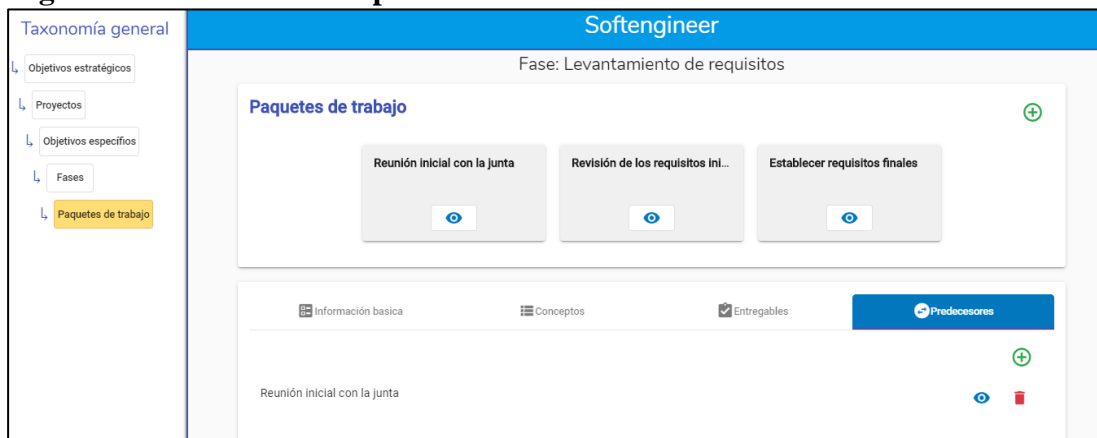 Taxonomía general
Softengineer
Objetivos estratégicos
Proyectos
Objetivos específicos
Fases
Paquetes de trabajo
Fase: Levantamiento de requisitos
Paquetes de trabajo
Reunión inicial con la junta
Revisión de los requisitos ini...
Establecer requisitos finales
Información basica
Conceptos
Entregables
Predecesores
Reunión inicial con la junta